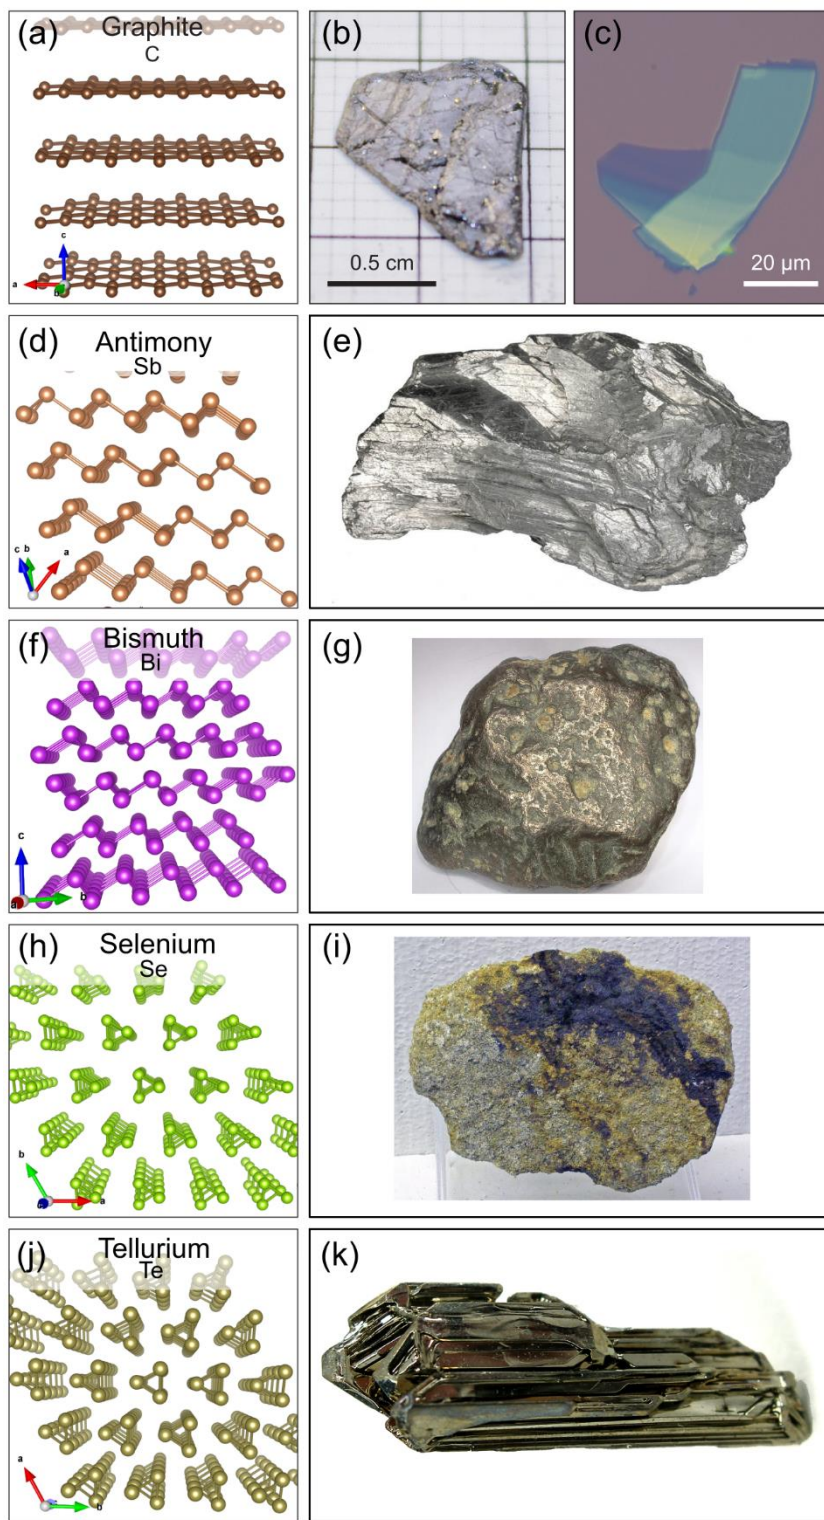 (a)
Graphite
C
c
a
b
(b)
0.5 cm
(c)
20 µm
(d)
Antimony
Sb
c
b
a
(e)
(f)
Bismuth
Bi
c
a
b
(g)
(h)
Selenium
Se
b
a
(i)
(j)
Tellurium
Te
a
b
(k)